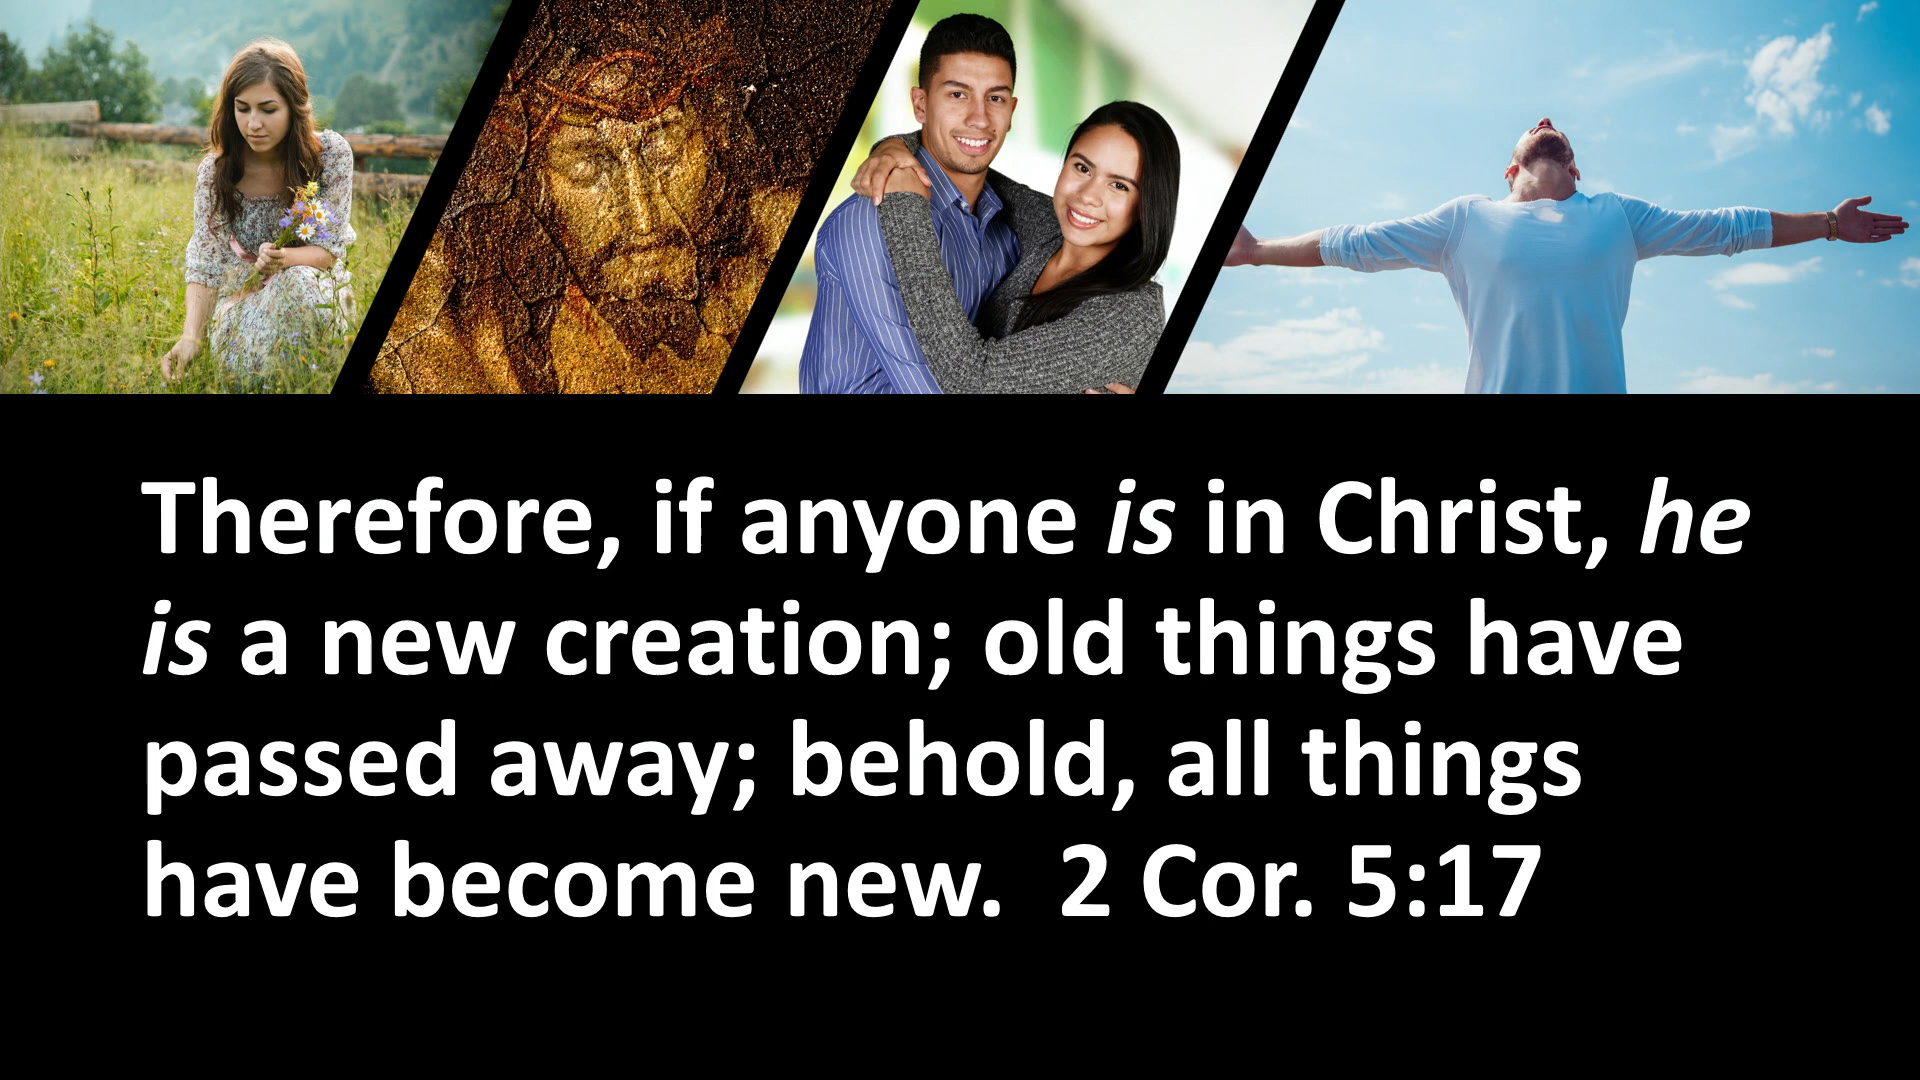 Therefore, if anyone is in Christ, he
is a new creation; old things have
passed away; behold, all things
have become new.  2 Cor. 5:17